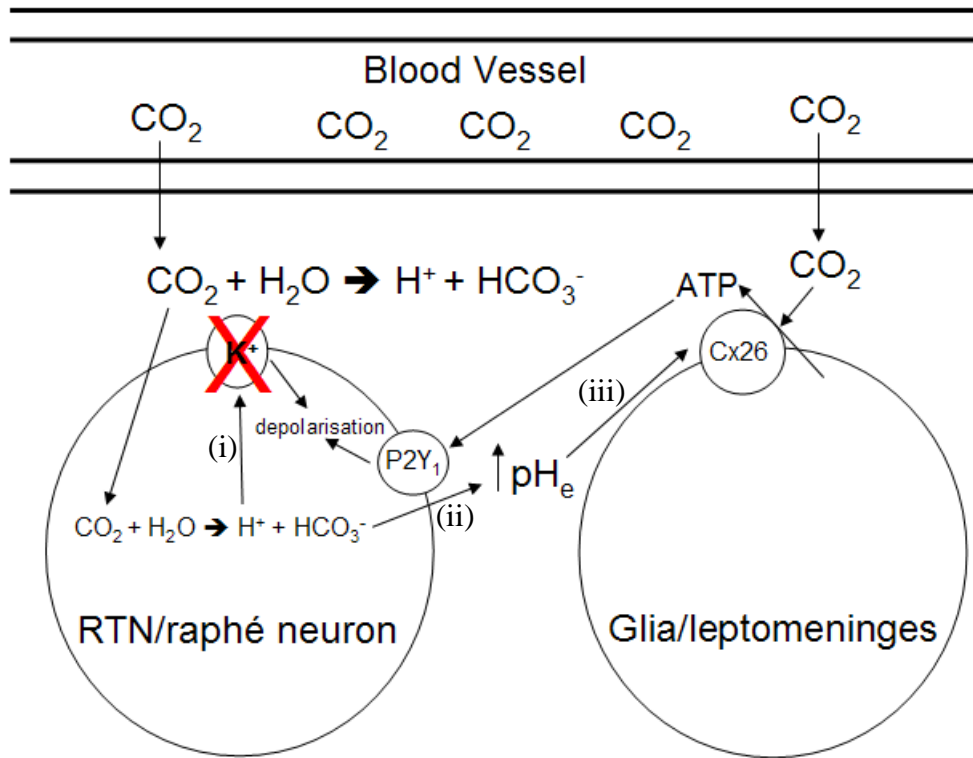 Blood Vessel
CO₂ CO₂ CO₂ CO₂ CO₂
CO₂ + H₂O ➔ H⁺ + HCO₃⁻
CO₂
ATP
K⁺
Cx26
(iii)
depolarisation
(i)
P2Y₁
pHₑ
(ii)
CO₂ + H₂O ➔ H⁺ + HCO₃⁻
RTN/raphé neuron
Glia/leptomeninges